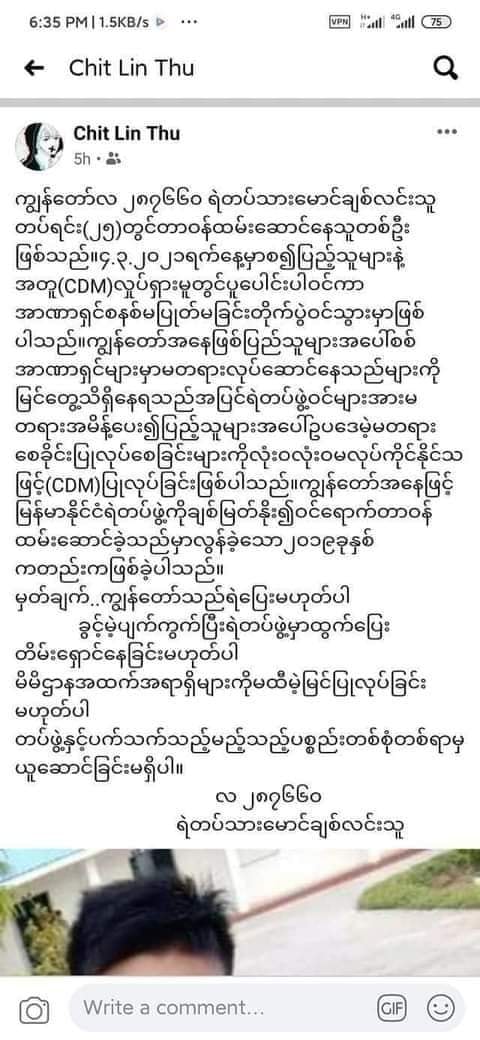 6:35 PM | 1.5KB/s ...
VPN H+ 4G 75
Chit Lin Thu
Chit Lin Thu
5h
ကျွန်တော်လ ၂၈၇၆၆၀ ရဲတပ်သားမောင်ချစ်လင်းသူ
တပ်ရင်း(၂၅)တွင်တာဝန်ထမ်းဆောင်နေသူတစ်ဦး
ဖြစ်သည်။၄.၃.၂၀၂၁ရက်နေ့မှာစ၍ပြည့်သူများနဲ့
အတူ(CDM)လှုပ်ရှားမူတွင်ပူပေါင်းပါဝင်ကာ
အာဏာရှင်စနစ်မပြုတ်မခြင်းတိုက်ပွဲဝင်သွားမှာဖြစ်
ပါသည်။ကျွန်တော်အနေဖြစ်ပြည်သူများအပေါ်စစ်
အာဏာရှင်များမှာမတရားလုပ်ဆောင်နေသည်များကို
မြင်တွေ့သိရှိနေရသည်အပြင်ရဲတပ်ဖွဲ့ဝင်များအားမ
တရားအမိန့်ပေး၍ပြည့်သူများအပေါ်ဥပဒေမဲ့မတရား
စေခိုင်းပြုလုပ်စေခြင်းများကိုလုံးဝလုံးဝမလုပ်ကိုင်နိုင်သ
ဖြင့်(CDM)ပြုလုပ်ခြင်းဖြစ်ပါသည်။ကျွန်တော်အနေဖြင့်
မြန်မာနိုင်ငံရဲတပ်ဖွဲ့ကိုချစ်မြတ်နိုး၍ဝင်ရောက်တာဝန်
ထမ်းဆောင်ခဲ့သည်မှာလွန်ခဲ့သော၂၀၁၉ခုနှစ်
ကတည်းကဖြစ်ခဲ့ပါသည်။
မှတ်ချက်..ကျွန်တော်သည်ရဲပြေးမဟုတ်ပါ
ခွင့်မဲ့ပျက်ကွက်ပြီးရဲတပ်ဖွဲ့မှာထွက်ပြေး
တိမ်းရှောင်နေခြင်းမဟုတ်ပါ
မိမိဌာနအထက်အရာရှိများကိုမထီမဲ့မြင်ပြုလုပ်ခြင်း
မဟုတ်ပါ
တပ်ဖွဲ့နှင့်ပက်သက်သည့်မည့်သည့်ပစ္စည်းတစ်စုံတစ်ရာမှ
ယူဆောင်ခြင်းမရှိပါ။
လ ၂၈၇၆၆၀
ရဲတပ်သားမောင်ချစ်လင်းသူ
Write a comment...
GIF